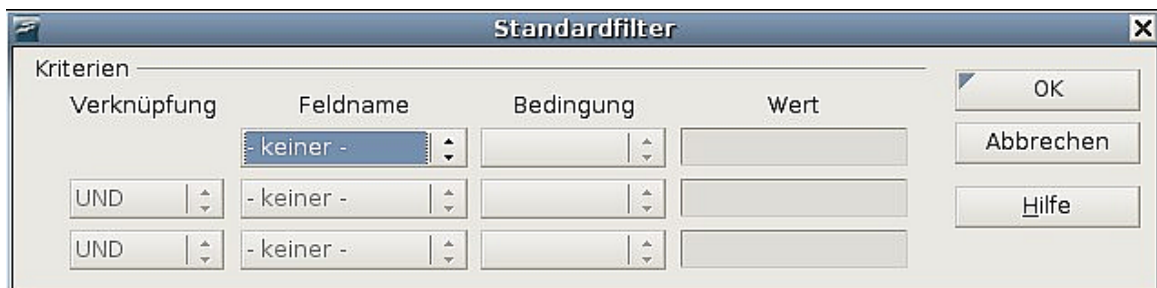 Standardfilter
Kriterien
Verknüpfung Feldname Bedingung Wert
OK
- keiner -
Abbrechen
UND - keiner -
Hilfe
UND - keiner -